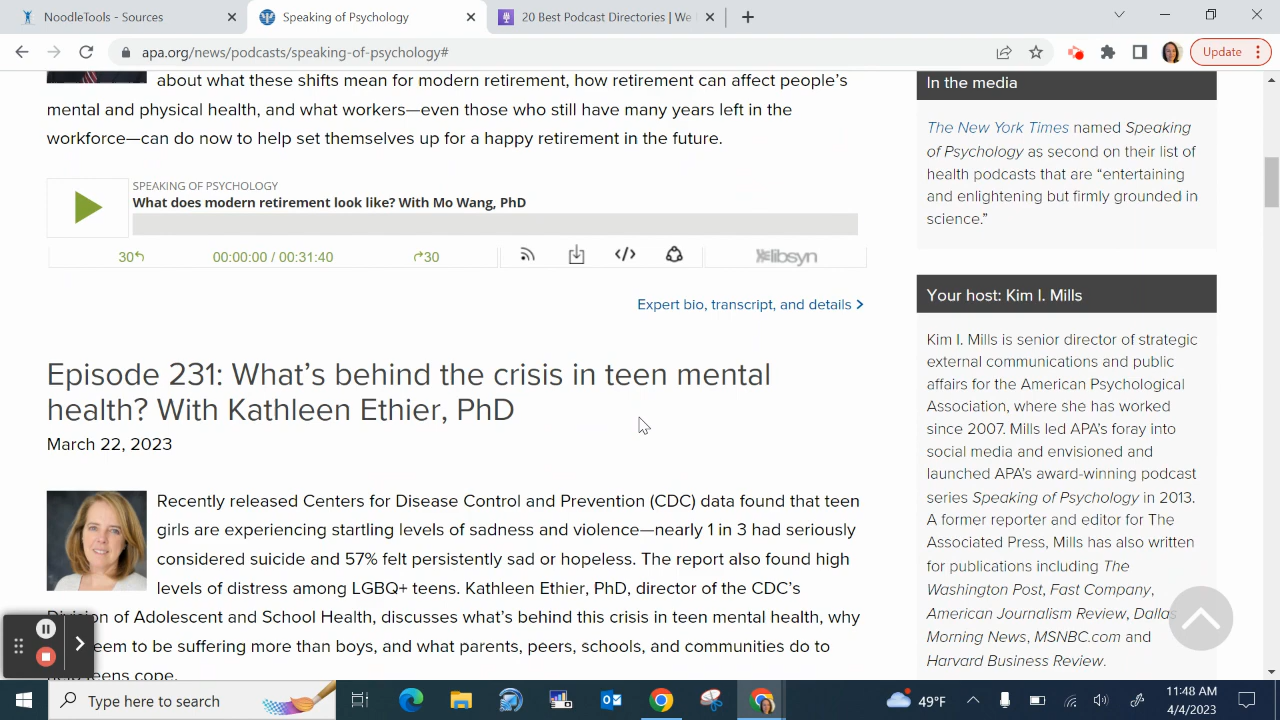 NoodleTools - Sources
Speaking of Psychology
20 Best Podcast Directories | We
apa.org/news/podcasts/speaking-of-psychology#
Update
about what these shifts mean for modern retirement, how retirement can affect people's
mental and physical health, and what workers—even those who still have many years left in the
workforce—can do now to help set themselves up for a happy retirement in the future.
SPEAKING OF PSYCHOLOGY
What does modern retirement look like? With Mo Wang, PhD
30
00:00:00 / 00:31:40
30
libsyn
Expert bio, transcript, and details
Episode 231: What's behind the crisis in teen mental
health? With Kathleen Ethier, PhD
March 22, 2023
Recently released Centers for Disease Control and Prevention (CDC) data found that teen
girls are experiencing startling levels of sadness and violence—nearly 1 in 3 had seriously
considered suicide and 57% felt persistently sad or hopeless. The report also found high
levels of distress among LGBQ+ teens. Kathleen Ethier, PhD, director of the CDC's
Division of Adolescent and School Health, discusses what's behind this crisis in teen mental health, why
seem to be suffering more than boys, and what parents, peers, schools, and communities do to
help teens cope.
In the media
The New York Times named Speaking
of Psychology as second on their list of
health podcasts that are “entertaining
and enlightening but firmly grounded in
science.”
Your host: Kim I. Mills
Kim I. Mills is senior director of strategic
external communications and public
affairs for the American Psychological
Association, where she has worked
since 2007. Mills led APA's foray into
social media and envisioned and
launched APA's award-winning podcast
series Speaking of Psychology in 2013.
A former reporter and editor for The
Associated Press, Mills has also written
for publications including The
Washington Post, Fast Company,
American Journalism Review, Dallas
Morning News, MSNBC.com and
Harvard Business Review.
Type here to search
49°F
11:48 AM
4/4/2023